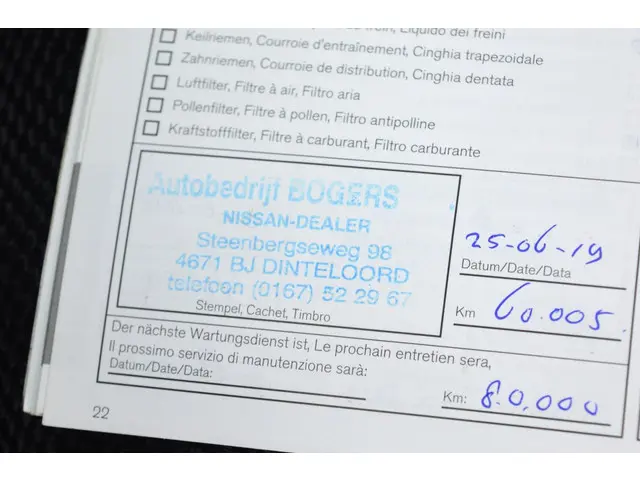 Liquido dei freini
Keilriemen, Courroie d'entraînement, Cinghia trapezoidale
Zahnriemen, Courroie de distribution, Cinghia dentata
Luftfilter, Filtre à air, Filtro aria
Pollenfilter, Filtre à pollen, Filtro antipolline
Kraftstofffilter, Filtre à carburant, Filtro carburante
Autobedrijf BOGERS
NISSAN-DEALER
Steenbergseweg 98
4671 BJ DINTELOORD
telefoon (0167) 52 29 67
Stempel, Cachet, Timbro
25-06-19
Datum/Date/Data
Km 60.005
Der nächste Wartungsdienst ist, Le prochain entretien sera,
Il prossimo servizio di manutenzione sarà:
Datum/Date/Data:
Km: 80,000
22